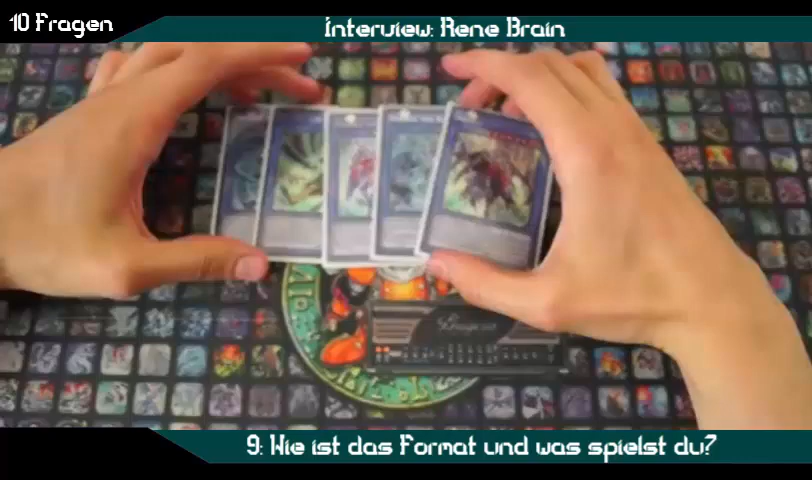 10 Fragen
Interview: Rene Brain
9: Wie ist das Format und was spielst du?